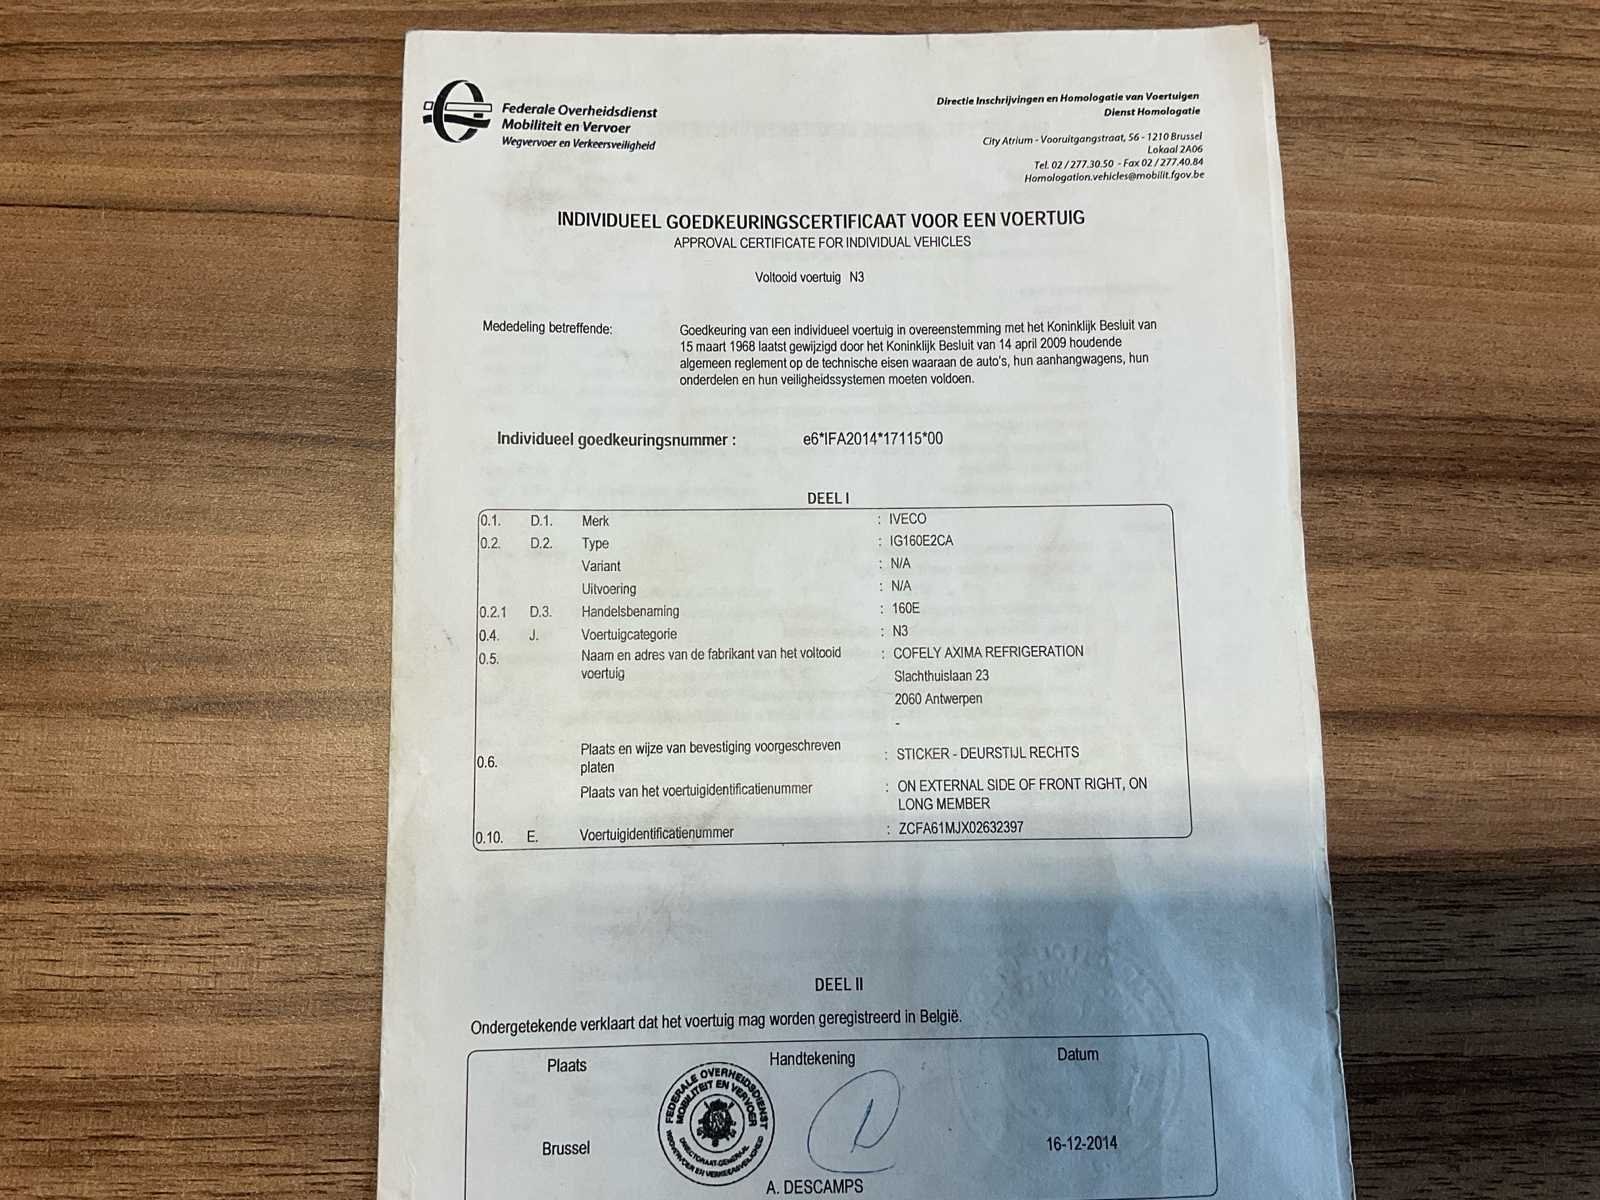 Federale Overheidsdienst
Mobiliteit en Vervoer
Wegvervoer en Verkeersveiligheid
Directie Inschrijvingen en Homologatie van Voertuigen
Dienst Homologatie
City Atrium - Vooruitgangstraat, 56 - 1210 Brussel
Lokaal 2A06
Tel. 02 / 277.30.50 - Fax 02 / 277.40.84
Homologation.vehicles@mobilit.fgov.be
INDIVIDUEEL GOEDKEURINGSCERTIFICAAT VOOR EEN VOERTUIG
APPROVAL CERTIFICATE FOR INDIVIDUAL VEHICLES
Voltooid voertuig N3
Mededeling betreffende: Goedkeuring van een individueel voertuig in overeenstemming met het Koninklijk Besluit van
15 maart 1968 laatst gewijzigd door het Koninklijk Besluit van 14 april 2009 houdende
algemeen reglement op de technische eisen waaraan de auto's, hun aanhangwagens, hun
onderdelen en hun veiligheidssystemen moeten voldoen.
Individueel goedkeuringsnummer : e6*IFA2014*17115*00
DEEL I
0.1. D.1. Merk : IVECO
0.2. D.2. Type : IG160E2CA
Variant : N/A
Uitvoering : N/A
0.2.1 D.3. Handelsbenaming : 160E
0.4. J. Voertuigcategorie : N3
0.5. Naam en adres van de fabrikant van het voltooid : COFELY AXIMA REFRIGERATION
voertuig Slachthuislaan 23
2060 Antwerpen
-
0.6. Plaats en wijze van bevestiging voorgeschreven : STICKER - DEURSTIJL RECHTS
platen
Plaats van het voertuigidentificatienummer : ON EXTERNAL SIDE OF FRONT RIGHT, ON
LONG MEMBER
0.10. E. Voertuigidentificatienummer : ZCFA61MJX02632397
DEEL II
Ondergetekende verklaart dat het voertuig mag worden geregistreerd in België.
Plaats Handtekening Datum
FEDERALE OVERHEIDSDIENST
MOBILITEIT EN VERVOER
DIRECTORAAT-GENERAAL
WEGVERVOER EN VERKEERSVEILIGHEID
Brussel 16-12-2014
A. DESCAMPS